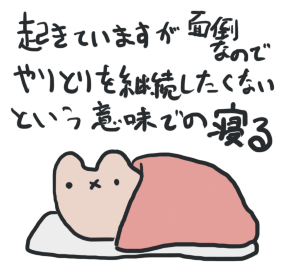 起きていますが面倒なので
やりとりを継続したくない
という意味での寝る